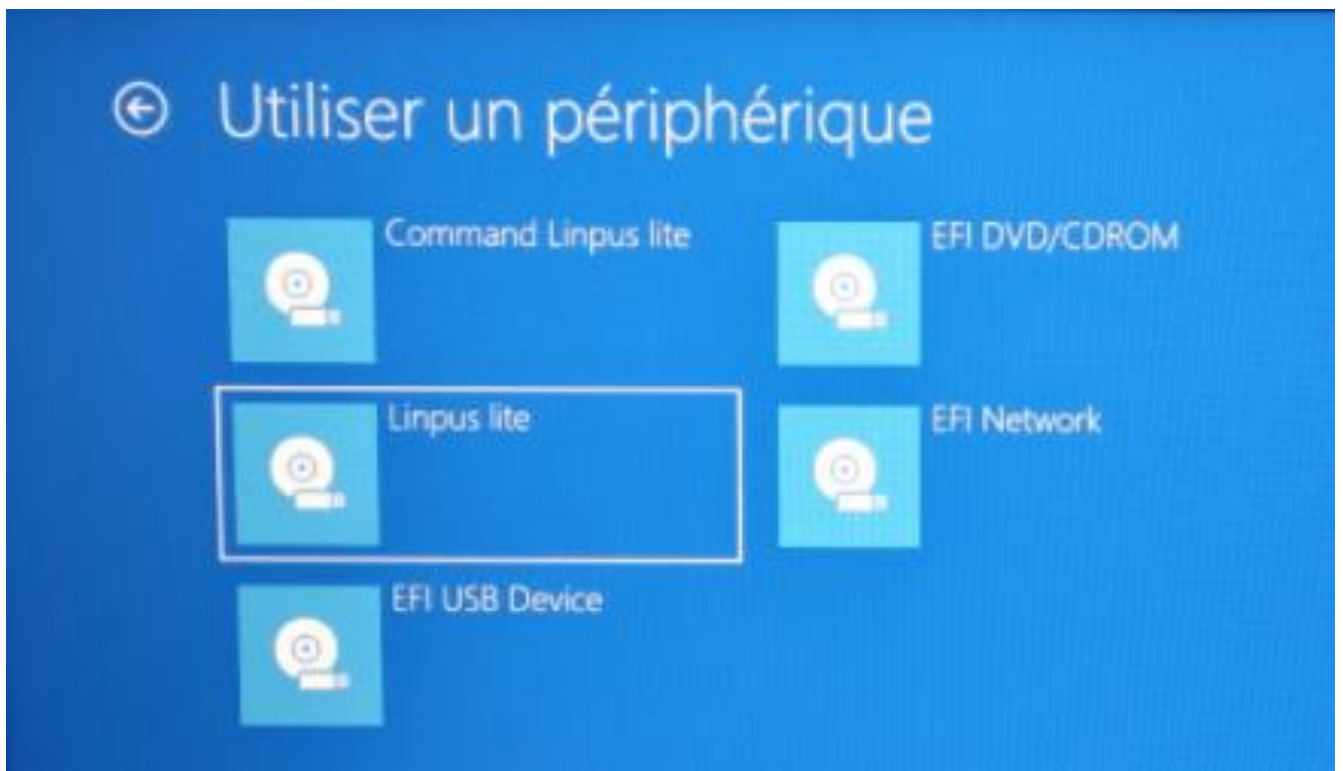 Utiliser un périphérique
Command Linpus lite
EFI DVD/CDROM
Linpus lite
EFI Network
EFI USB Device